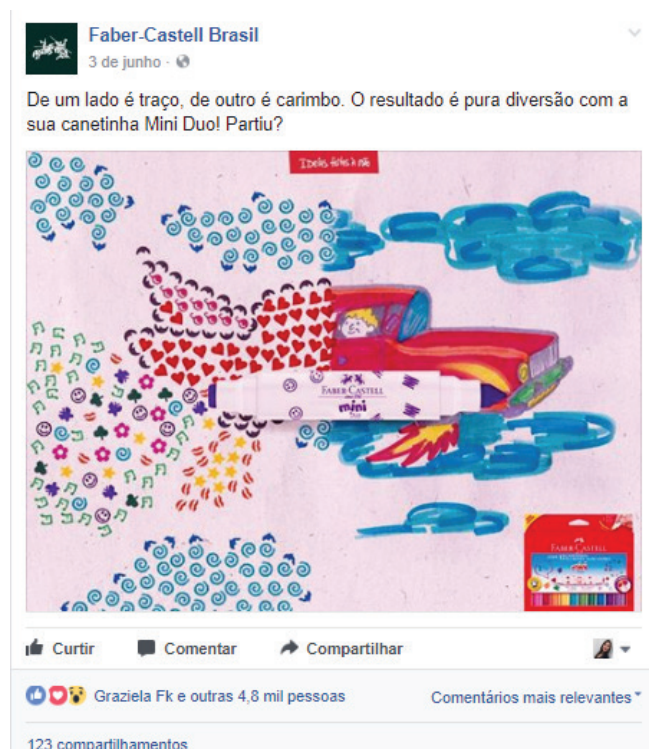 Faber-Castell Brasil
3 de junho ·
De um lado é traço, de outro é carimbo. O resultado é pura diversão com a
sua canetinha Mini Duo! Partiu?
Ideias feitas à mão
FABER-CASTELL
mini
DUO
FABER-CASTELL
mini
Curtir
Comentar
Compartilhar
Graziela Fk e outras 4,8 mil pessoas
Comentários mais relevantes
123 compartilhamentos